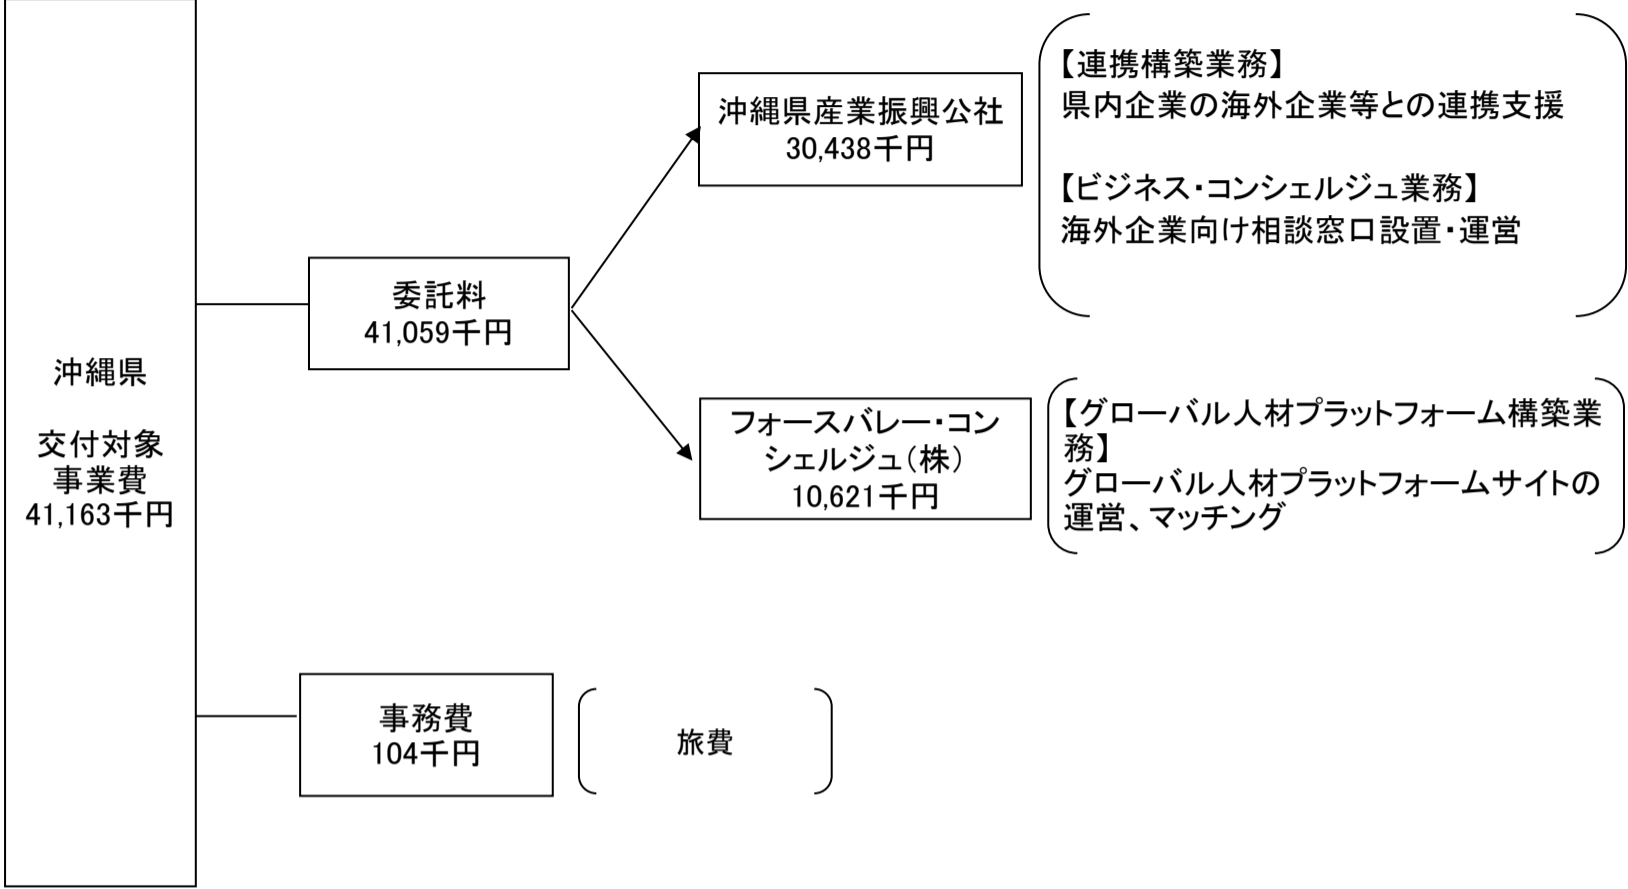 沖縄県
交付対象
事業費
41,163千円
委託料
41,059千円
沖縄県産業振興公社
30,438千円
【連携構築業務】
県内企業の海外企業等との連携支援
【ビジネス・コンシェルジュ業務】
海外企業向け相談窓口設置・運営
フォースバレー・コン
シェルジュ（株）
10,621千円
【グローバル人材プラットフォーム構築業
務】
グローバル人材プラットフォームサイトの
運営、マッチング
事務費
104千円
旅費